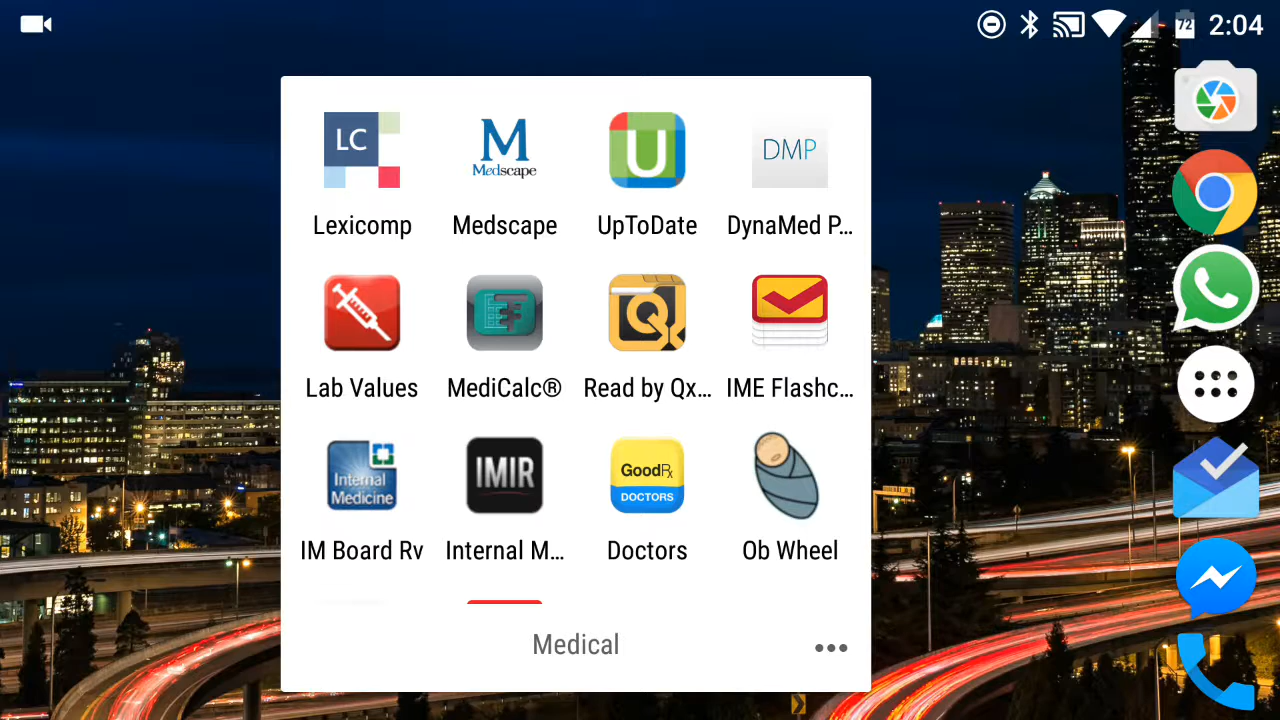 72 2:04
LC
M
Medscape
U
DMP
Lexicomp Medscape UpToDate DynaMed P...
Q
Lab Values MediCalc® Read by Qx... IME Flashc...
Internal
Medicine
IMIR
GoodRx
DOCTORS
IM Board Rv Internal M... Doctors Ob Wheel
Medical